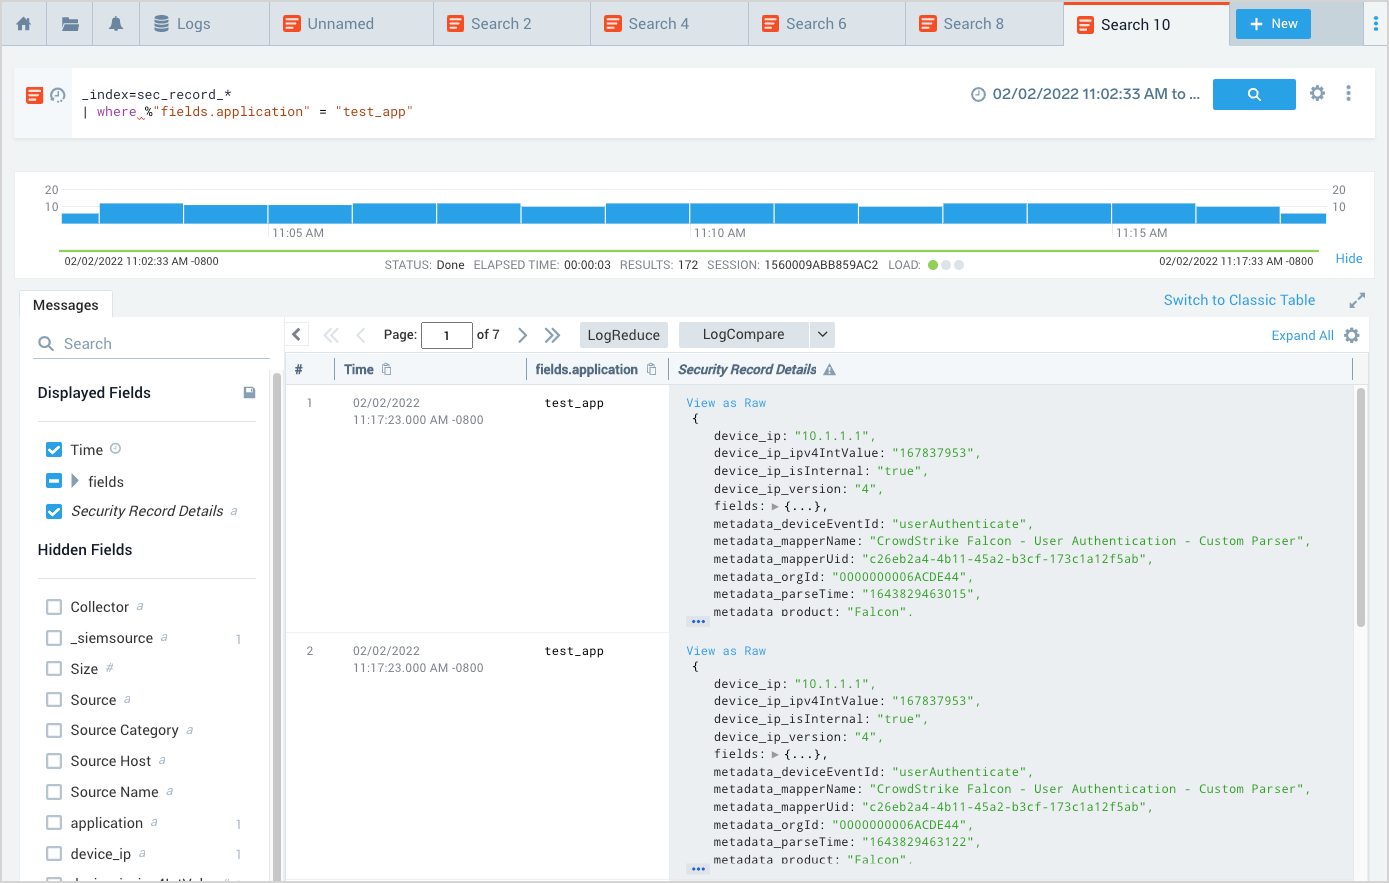 Logs
Unnamed
Search 2
Search 4
Search 6
Search 8
Search 10
+ New
_index=sec_record_*
| where %"fields.application" = "test_app"
02/02/2022 11:02:33 AM to ...
20
10
20
10
11:05 AM
11:10 AM
11:15 AM
02/02/2022 11:02:33 AM -0800
STATUS: Done ELAPSED TIME: 00:00:03 RESULTS: 172 SESSION: 1560009ABB859AC2 LOAD:
02/02/2022 11:17:33 AM -0800
Hide
Messages
Switch to Classic Table
Search
Page: 1 of 7
LogReduce
LogCompare
Expand All
Displayed Fields
Time
fields
Security Record Details a
Hidden Fields
Collector a
_siemsource a 1
Size #
Source a
Source Category a
Source Host a
Source Name a
application a 1
device_ip a 1
# Time fields.application Security Record Details
1
02/02/2022
11:17:23.000 AM -0800
test_app
View as Raw
{
device_ip: "10.1.1.1",
device_ip_ipv4IntValue: "167837953",
device_ip_isInternal: "true",
device_ip_version: "4",
fields: {...},
metadata_deviceEventId: "userAuthenticate",
metadata_mapperName: "CrowdStrike Falcon - User Authentication - Custom Parser",
metadata_mapperUid: "c26eb2a4-4b11-45a2-b3cf-173c1a12f5ab",
metadata_orgId: "0000000006ACDE44",
metadata_parseTime: "1643829463015",
metadata_product: "Falcon",
...
2
02/02/2022
11:17:23.000 AM -0800
test_app
View as Raw
{
device_ip: "10.1.1.1",
device_ip_ipv4IntValue: "167837953",
device_ip_isInternal: "true",
device_ip_version: "4",
fields: {...},
metadata_deviceEventId: "userAuthenticate",
metadata_mapperName: "CrowdStrike Falcon - User Authentication - Custom Parser",
metadata_mapperUid: "c26eb2a4-4b11-45a2-b3cf-173c1a12f5ab",
metadata_orgId: "0000000006ACDE44",
metadata_parseTime: "1643829463122",
metadata_product: "Falcon",
...